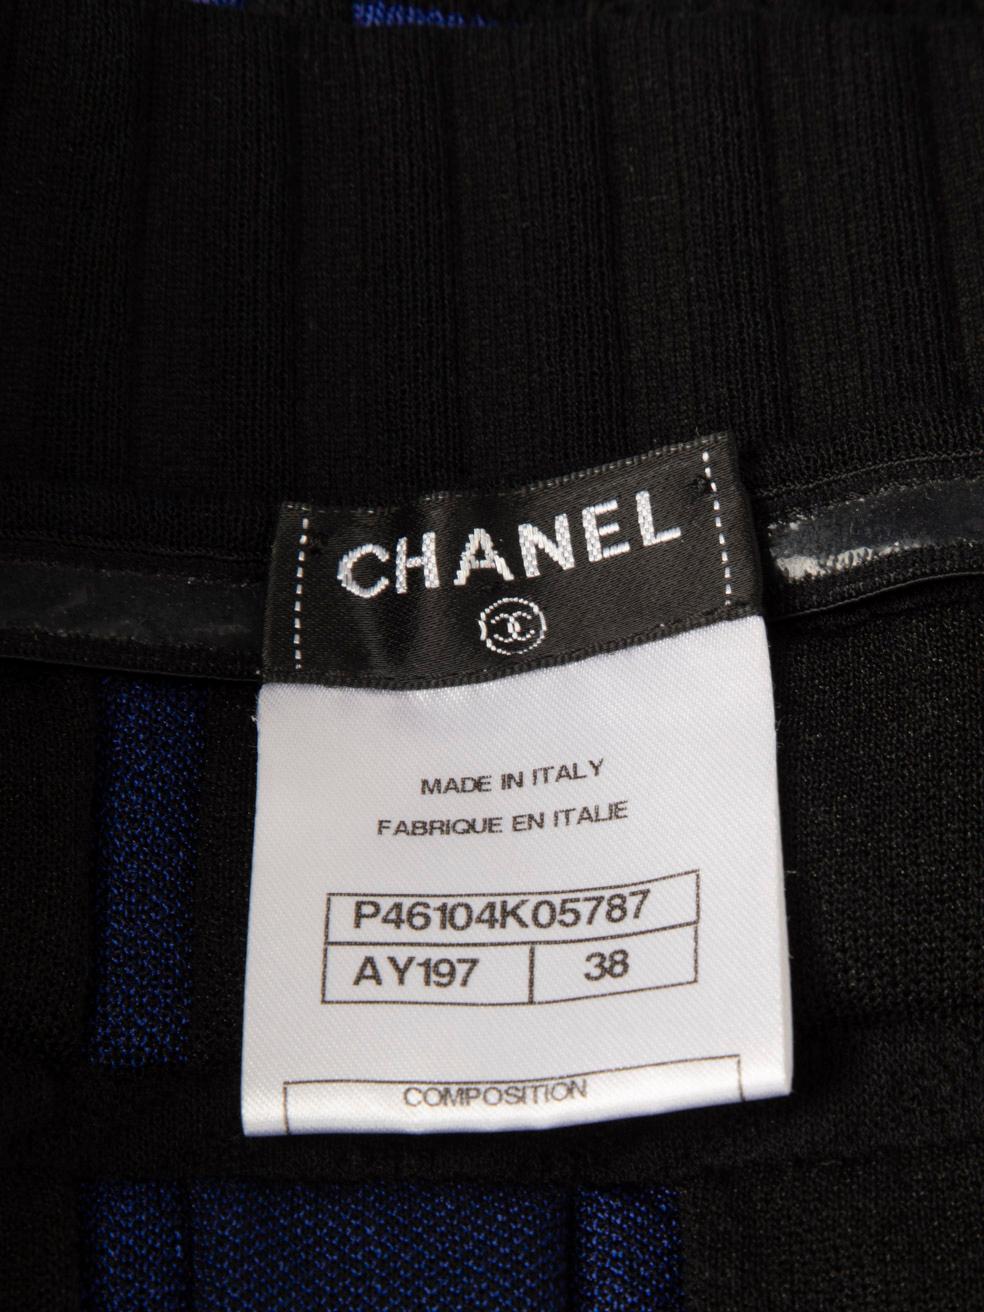 CHANEL
MADE IN ITALY
FABRIQUE EN ITALIE
P46104K05787
AY197 38
COMPOSITION